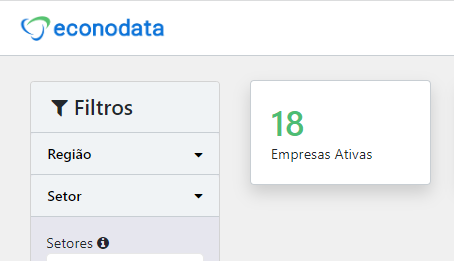 econodata
Filtros
Região
Setor
Setores
18
Empresas Ativas